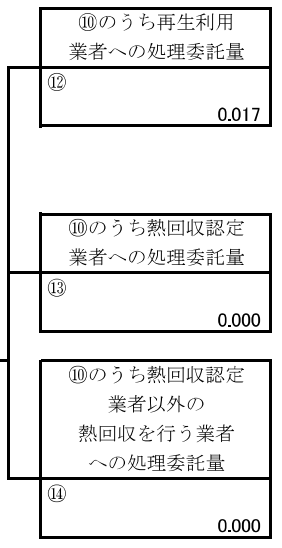 ⑩のうち再生利用
業者への処理委託量
⑫
0.017
⑩のうち熱回収認定
業者への処理委託量
⑬
0.000
⑩のうち熱回収認定
業者以外の
熱回収を行う業者
への処理委託量
⑭
0.000